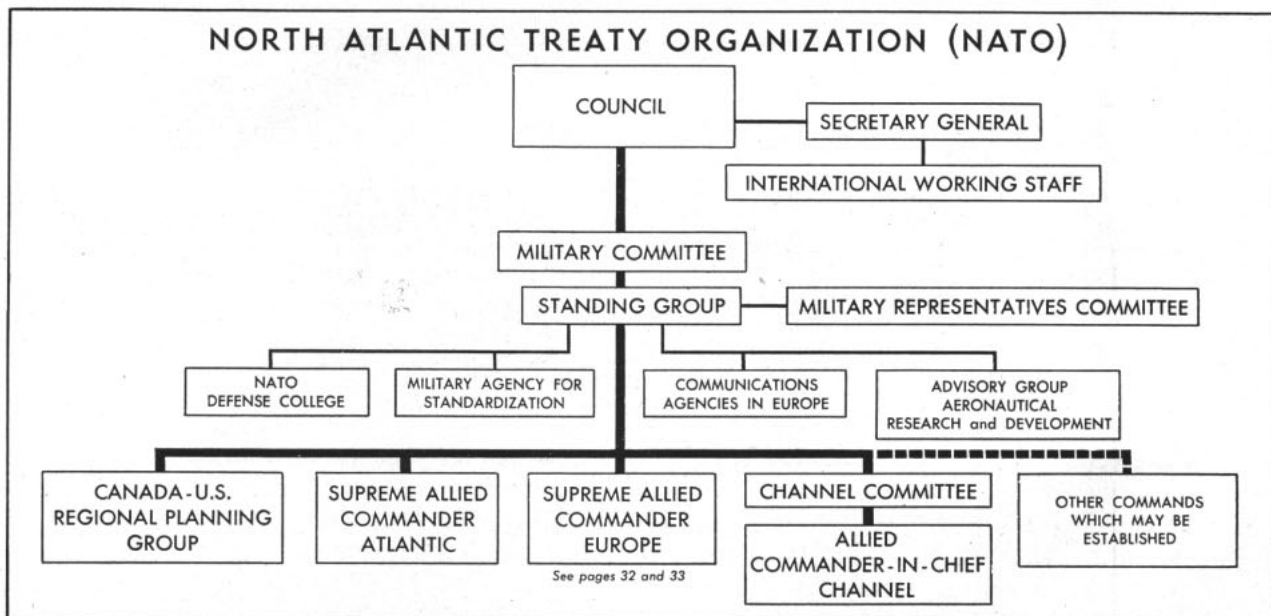 NORTH ATLANTIC TREATY ORGANIZATION (NATO)
COUNCIL
SECRETARY GENERAL
INTERNATIONAL WORKING STAFF
MILITARY COMMITTEE
STANDING GROUP
MILITARY REPRESENTATIVES COMMITTEE
NATO
DEFENSE COLLEGE
MILITARY AGENCY FOR
STANDARDIZATION
COMMUNICATIONS
AGENCIES IN EUROPE
ADVISORY GROUP
AERONAUTICAL
RESEARCH and DEVELOPMENT
CANADA-U.S.
REGIONAL PLANNING
GROUP
SUPREME ALLIED
COMMANDER
ATLANTIC
SUPREME ALLIED
COMMANDER
EUROPE
See pages 32 and 33
CHANNEL COMMITTEE
ALLIED
COMMANDER-IN-CHIEF
CHANNEL
OTHER COMMANDS
WHICH MAY BE
ESTABLISHED